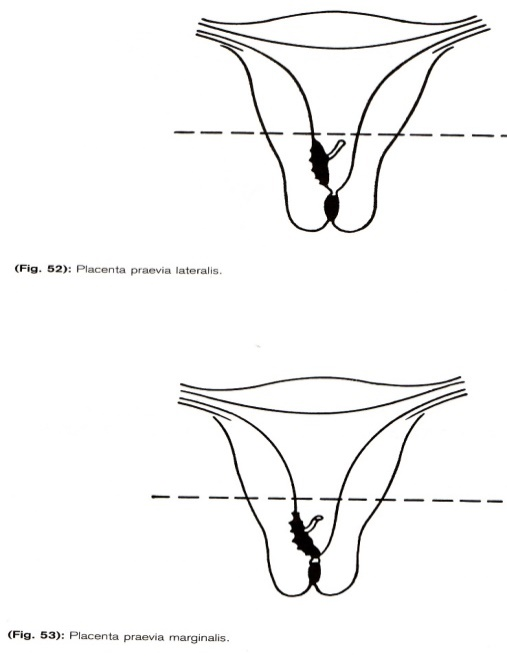 (Fig. 52): Placenta praevia lateralis.
(Fig. 53): Placenta praevia marginalis.